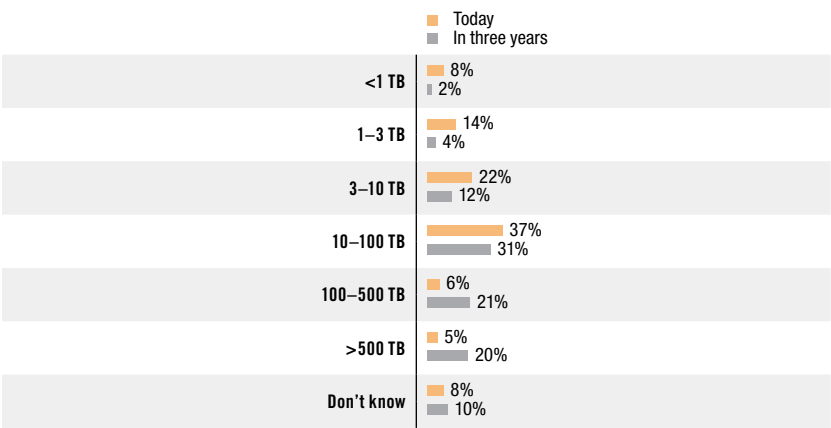 Today
In three years
<1 TB
8%
2%
1–3 TB
14%
4%
3–10 TB
22%
12%
10–100 TB
37%
31%
100–500 TB
6%
21%
>500 TB
5%
20%
Don’t know
8%
10%